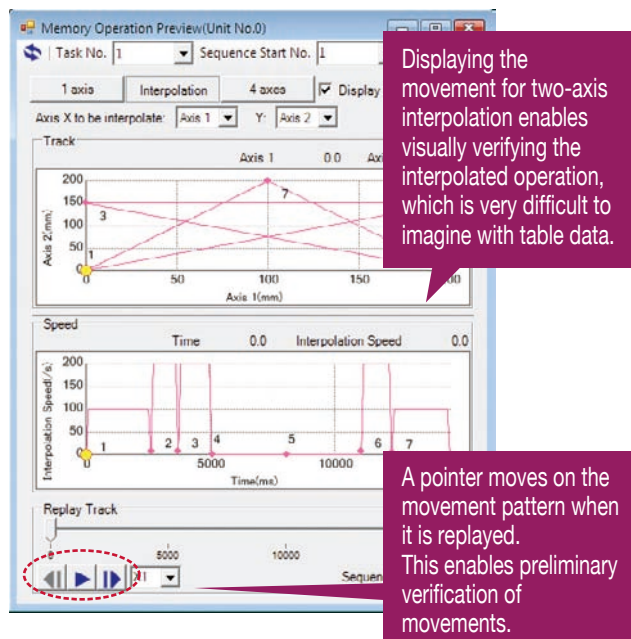 Memory Operation Preview(Unit No.0)
Task No. 1 Sequence Start No. 1
1 axis Interpolation 4 axes Display
Axis X to be interpolate: Axis 1 Y: Axis 2
Track
Axis 1 0.0
200
150
100
50
0
Axis 2(mm)
3
7
1
0 50 100 150 200
Axis 1(mm)
Speed
Time 0.0 Interpolation Speed 0.0
200
150
100
50
0
Interpolation Speed(/s)
1 2 3 4 5 6 7
0 5000 10000
Time(ms)
Replay Track
0 5000 10000
Displaying the
movement for two-axis
interpolation enables
visually verifying the
interpolated operation,
which is very difficult to
imagine with table data.
A pointer moves on the
movement pattern when
it is replayed.
This enables preliminary
verification of
movements.